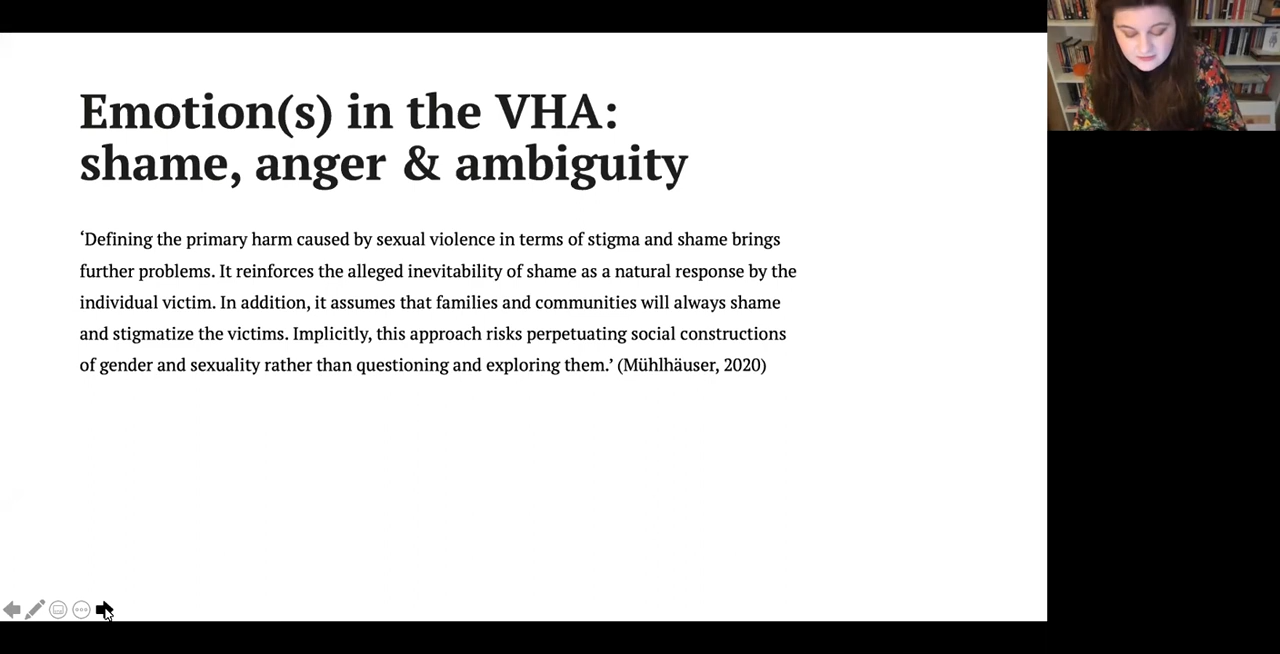 Emotion(s) in the VHA:
shame, anger & ambiguity
‘Defining the primary harm caused by sexual violence in terms of stigma and shame brings
further problems. It reinforces the alleged inevitability of shame as a natural response by the
individual victim. In addition, it assumes that families and communities will always shame
and stigmatize the victims. Implicitly, this approach risks perpetuating social constructions
of gender and sexuality rather than questioning and exploring them.’ (Mühlhäuser, 2020)